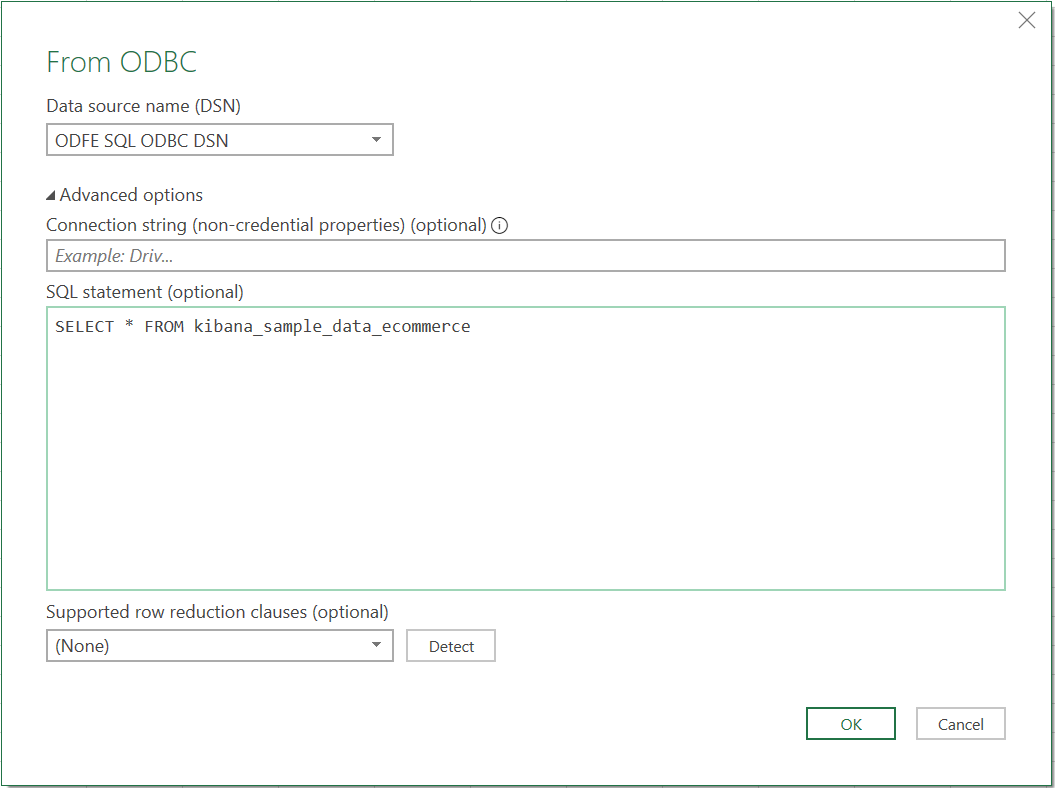 From ODBC
Data source name (DSN)
ODFE SQL ODBC DSN
Advanced options
Connection string (non-credential properties) (optional)
Example: Driv...
SQL statement (optional)
SELECT * FROM kibana_sample_data_ecommerce
Supported row reduction clauses (optional)
(None)
Detect
OK
Cancel